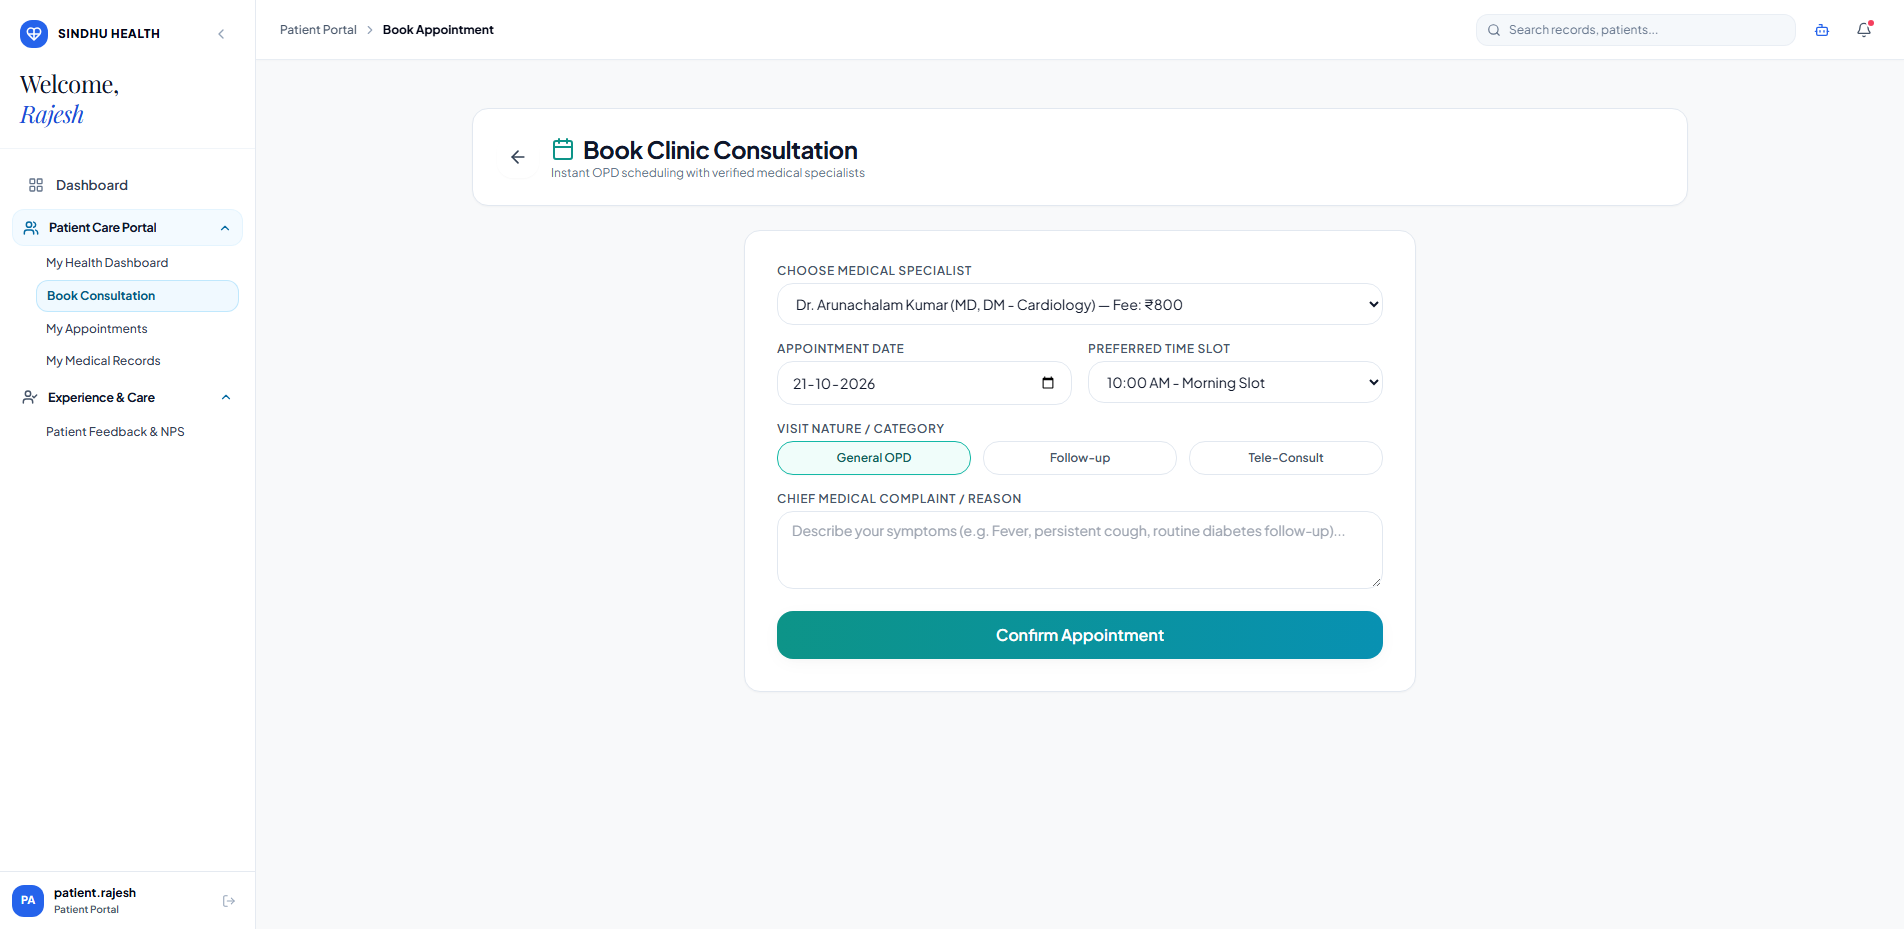 SINDHU HEALTH
Welcome,
Rajesh
Dashboard
Patient Care Portal
My Health Dashboard
Book Consultation
My Appointments
My Medical Records
Experience & Care
Patient Feedback & NPS
PA
patient.rajesh
Patient Portal
Patient Portal > Book Appointment
Search records, patients...
Book Clinic Consultation
Instant OPD scheduling with verified medical specialists
CHOOSE MEDICAL SPECIALIST
Dr. Arunachalam Kumar (MD, DM - Cardiology) — Fee: ₹800
APPOINTMENT DATE
21-10-2026
PREFERRED TIME SLOT
10:00 AM - Morning Slot
VISIT NATURE / CATEGORY
General OPD
Follow-up
Tele-Consult
CHIEF MEDICAL COMPLAINT / REASON
Describe your symptoms (e.g. Fever, persistent cough, routine diabetes follow-up)...
Confirm Appointment